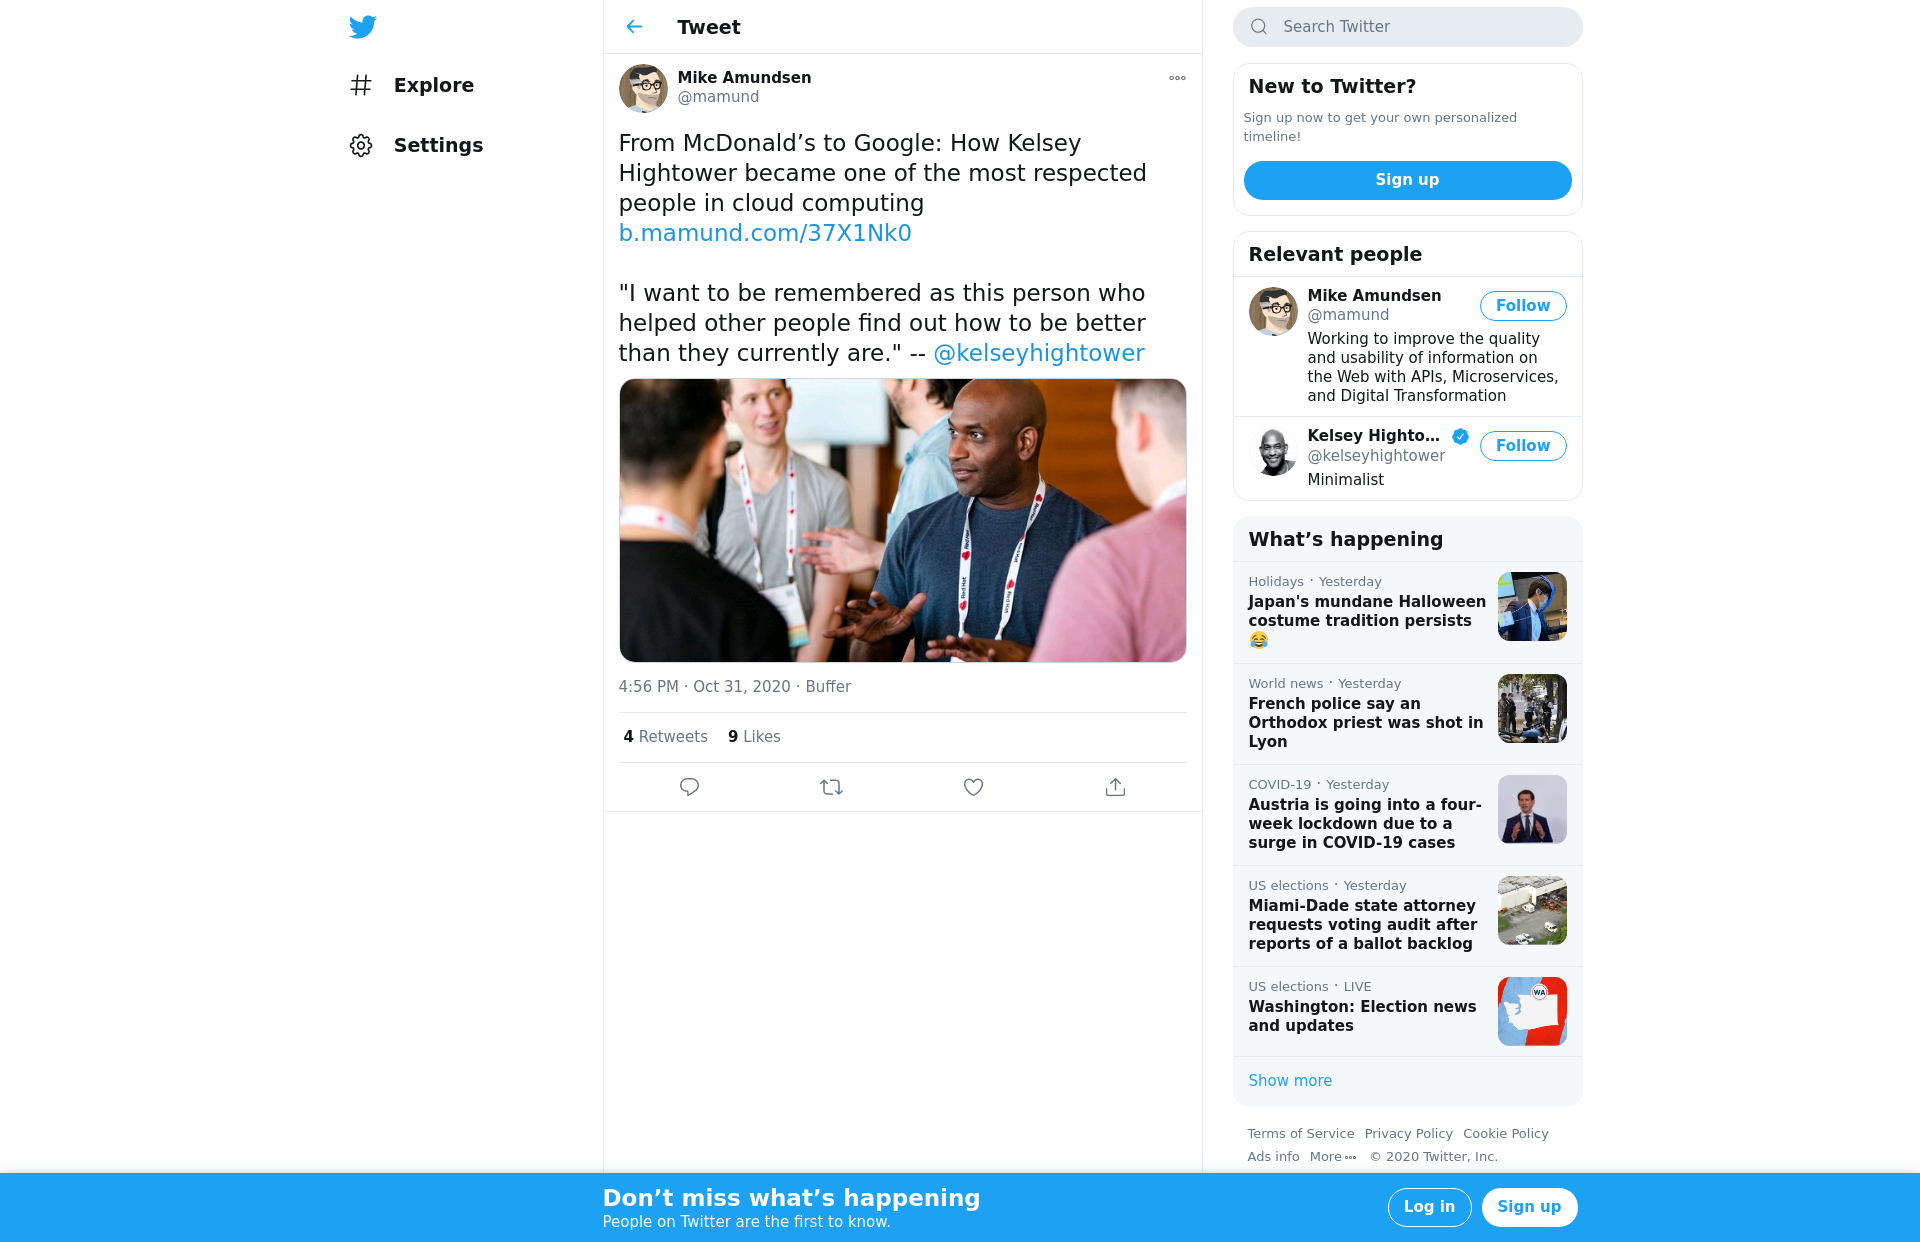 Explore
Settings
Tweet
Mike Amundsen
@mamund
From McDonald’s to Google: How Kelsey
Hightower became one of the most respected
people in cloud computing
b.mamund.com/37X1Nk0
"I want to be remembered as this person who
helped other people find out how to be better
than they currently are." -- @kelseyhightower
Red Hat
Red Hat
4:56 PM · Oct 31, 2020 · Buffer
4 Retweets 9 Likes
Search Twitter
New to Twitter?
Sign up now to get your own personalized
timeline!
Sign up
Relevant people
Mike Amundsen
@mamund
Follow
Working to improve the quality
and usability of information on
the Web with APIs, Microservices,
and Digital Transformation
Kelsey Highto...
@kelseyhightower
Follow
Minimalist
What’s happening
Holidays · Yesterday
Japan's mundane Halloween
costume tradition persists
😂
World news · Yesterday
French police say an
Orthodox priest was shot in
Lyon
COVID-19 · Yesterday
Austria is going into a four-
week lockdown due to a
surge in COVID-19 cases
US elections · Yesterday
Miami-Dade state attorney
requests voting audit after
reports of a ballot backlog
US elections · LIVE
Washington: Election news
and updates
WA
Show more
Terms of Service Privacy Policy Cookie Policy
Ads info More © 2020 Twitter, Inc.
Don’t miss what’s happening
People on Twitter are the first to know.
Log in
Sign up